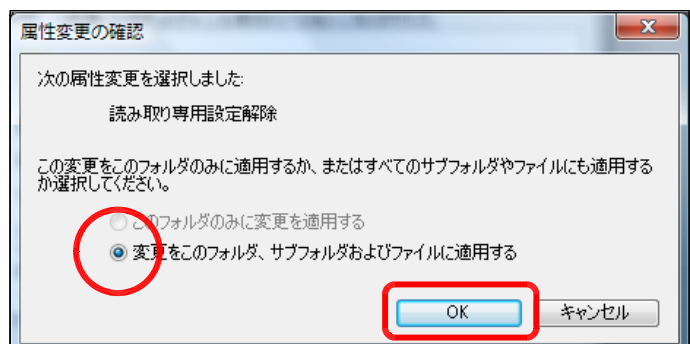 属性変更の確認
次の属性変更を選択しました:
読み取り専用設定解除
この変更をこのフォルダのみに適用するか、またはすべてのサブフォルダやファイルにも適用する
か選択してください。
このフォルダのみに変更を適用する
変更をこのフォルダ、サブフォルダおよびファイルに適用する
OK
キャンセル